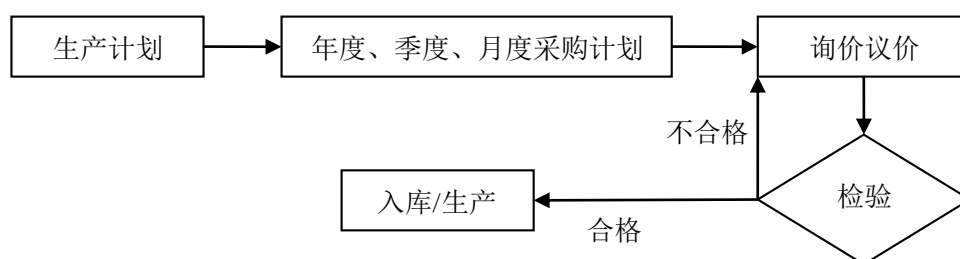 生产计划
年度、季度、月度采购计划
询价议价
不合格
检验
入库/生产
合格